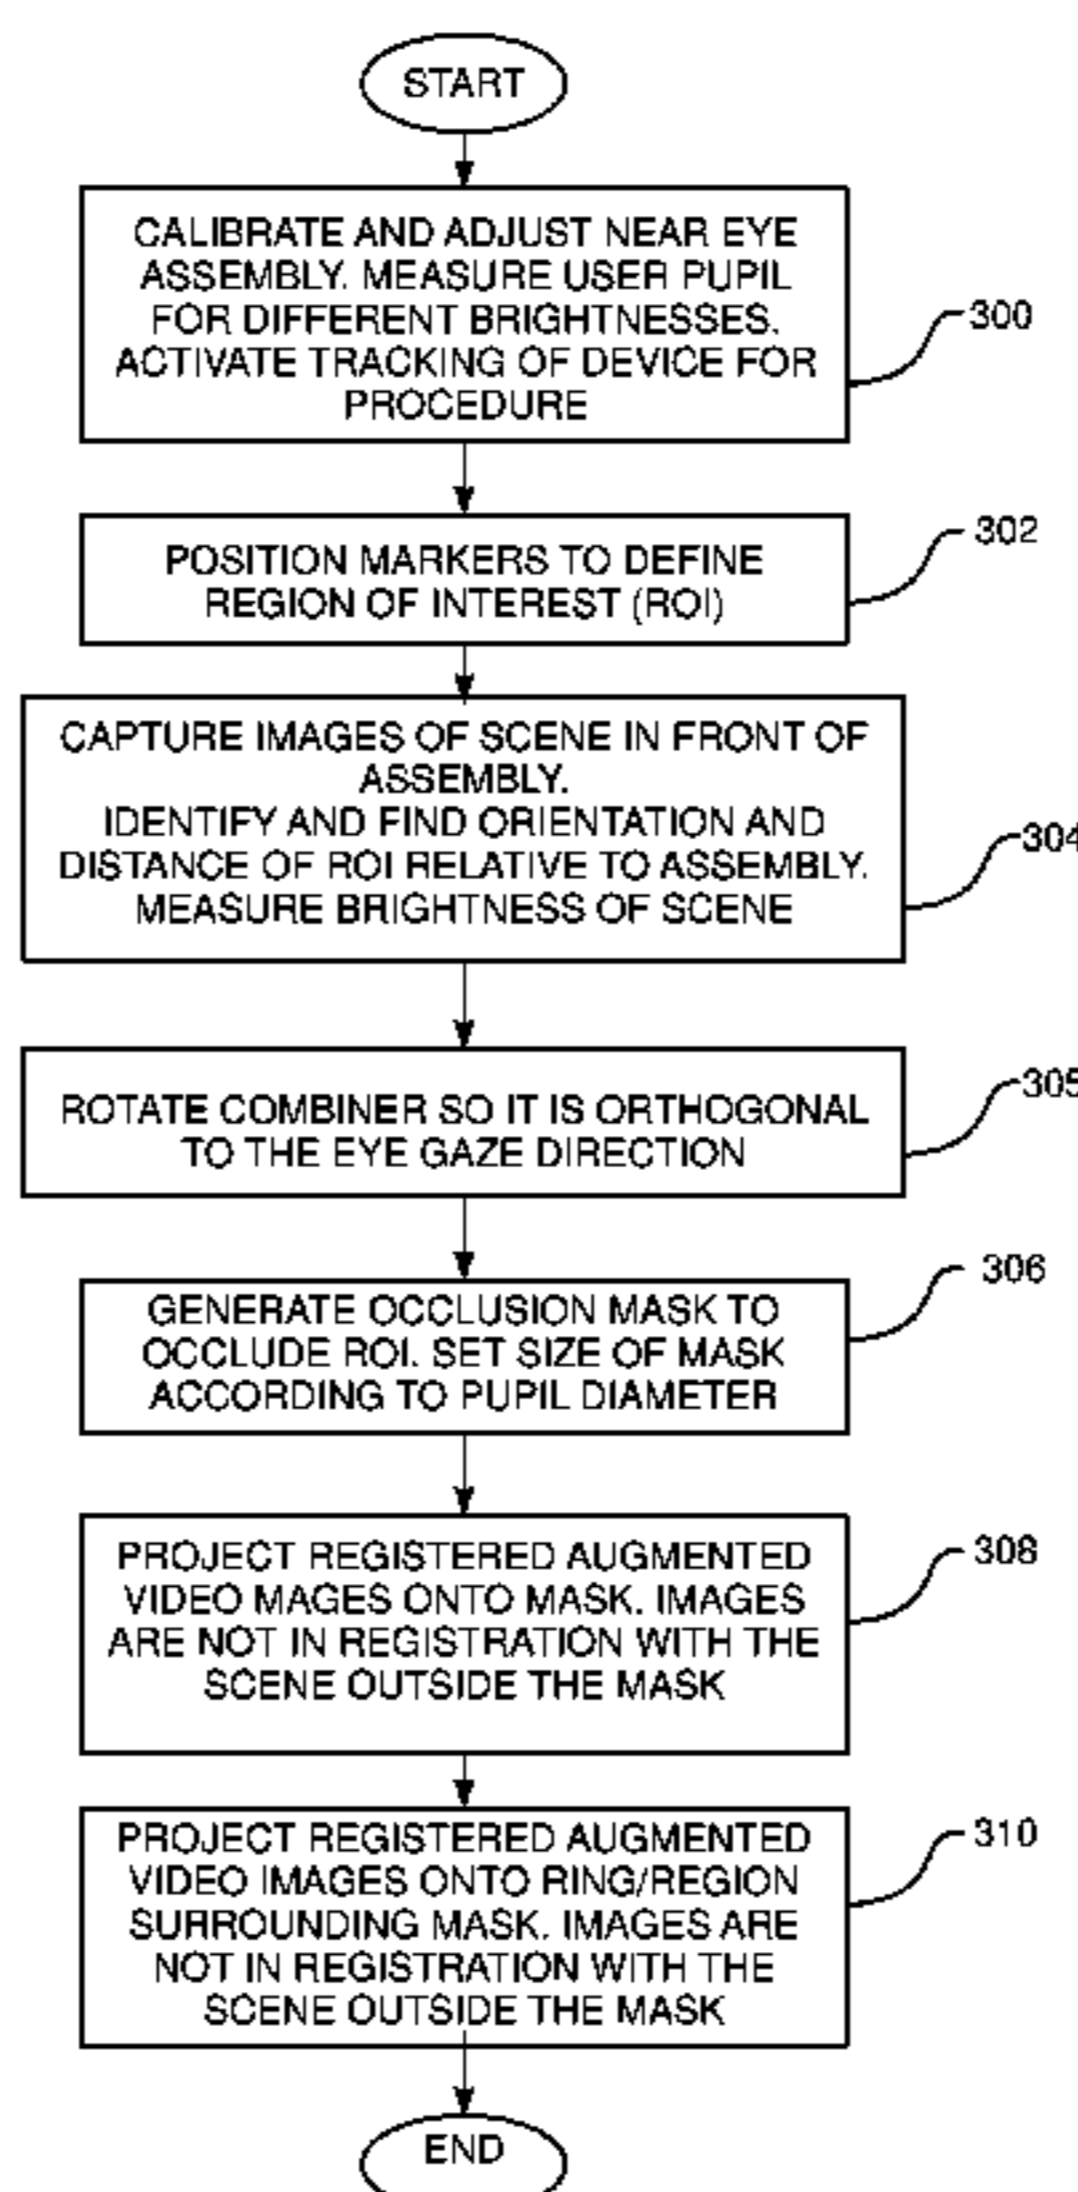 START
CALIBRATE AND ADJUST NEAR EYE
ASSEMBLY. MEASURE USER PUPIL
FOR DIFFERENT BRIGHTNESSES.
ACTIVATE TRACKING OF DEVICE FOR
PROCEDURE
300
POSITION MARKERS TO DEFINE
REGION OF INTEREST (ROI)
302
CAPTURE IMAGES OF SCENE IN FRONT OF
ASSEMBLY.
IDENTIFY AND FIND ORIENTATION AND
DISTANCE OF ROI RELATIVE TO ASSEMBLY.
MEASURE BRIGHTNESS OF SCENE
304
ROTATE COMBINER SO IT IS ORTHOGONAL
TO THE EYE GAZE DIRECTION
305
GENERATE OCCLUSION MASK TO
OCCLUDE ROI. SET SIZE OF MASK
ACCORDING TO PUPIL DIAMETER
306
PROJECT REGISTERED AUGMENTED
VIDEO MAGES ONTO MASK. IMAGES
ARE NOT IN REGISTRATION WITH THE
SCENE OUTSIDE THE MASK
308
PROJECT REGISTERED AUGMENTED
VIDEO IMAGES ONTO RING/REGION
SURROUNDING MASK. IMAGES ARE
NOT IN REGISTRATION WITH THE
SCENE OUTSIDE THE MASK
310
END